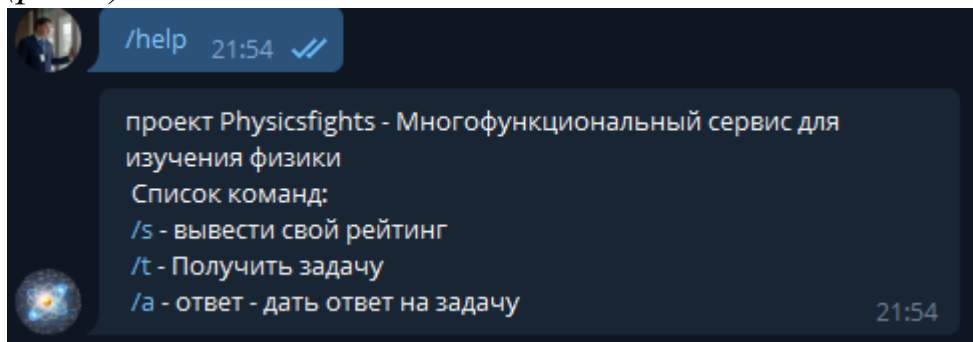 /help 21:54
проект Physicsfights - Многофункциональный сервис для
изучения физики
Список команд:
/s - вывести свой рейтинг
/t - Получить задачу
/a - ответ - дать ответ на задачу
21:54